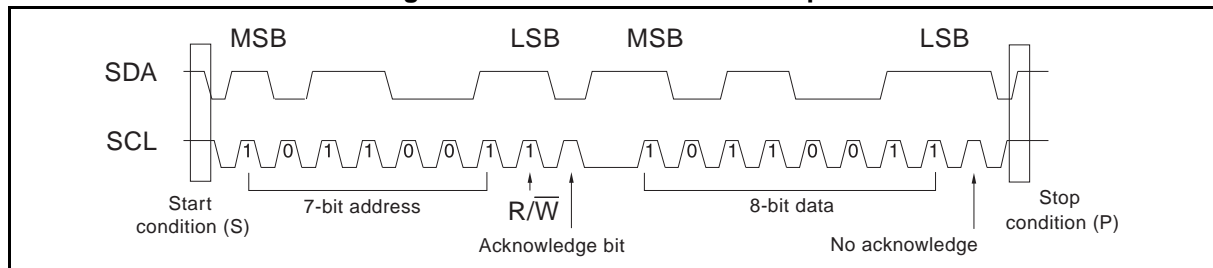 MSB LSB MSB LSB
SDA
SCL 1 0 1 1 0 0 1 1 1 0 1 1 0 0 1 1
Start
condition (S)
7-bit address
R/W̅
Acknowledge bit
8-bit data
No acknowledge
Stop
condition (P)